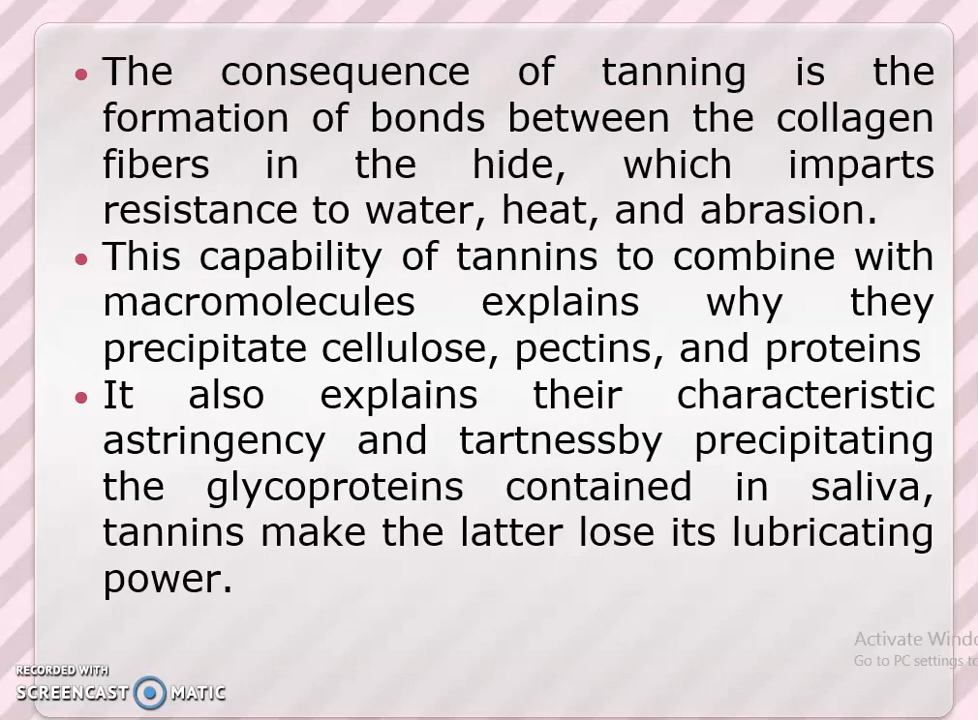 • The consequence of tanning is the
formation of bonds between the collagen
fibers in the hide, which imparts
resistance to water, heat, and abrasion.
• This capability of tannins to combine with
macromolecules explains why they
precipitate cellulose, pectins, and proteins
• It also explains their characteristic
astringency and tartnessby precipitating
the glycoproteins contained in saliva,
tannins make the latter lose its lubricating
power.
Activate Windo
Go to PC settings to
RECORDED WITH
SCREENCAST MATIC